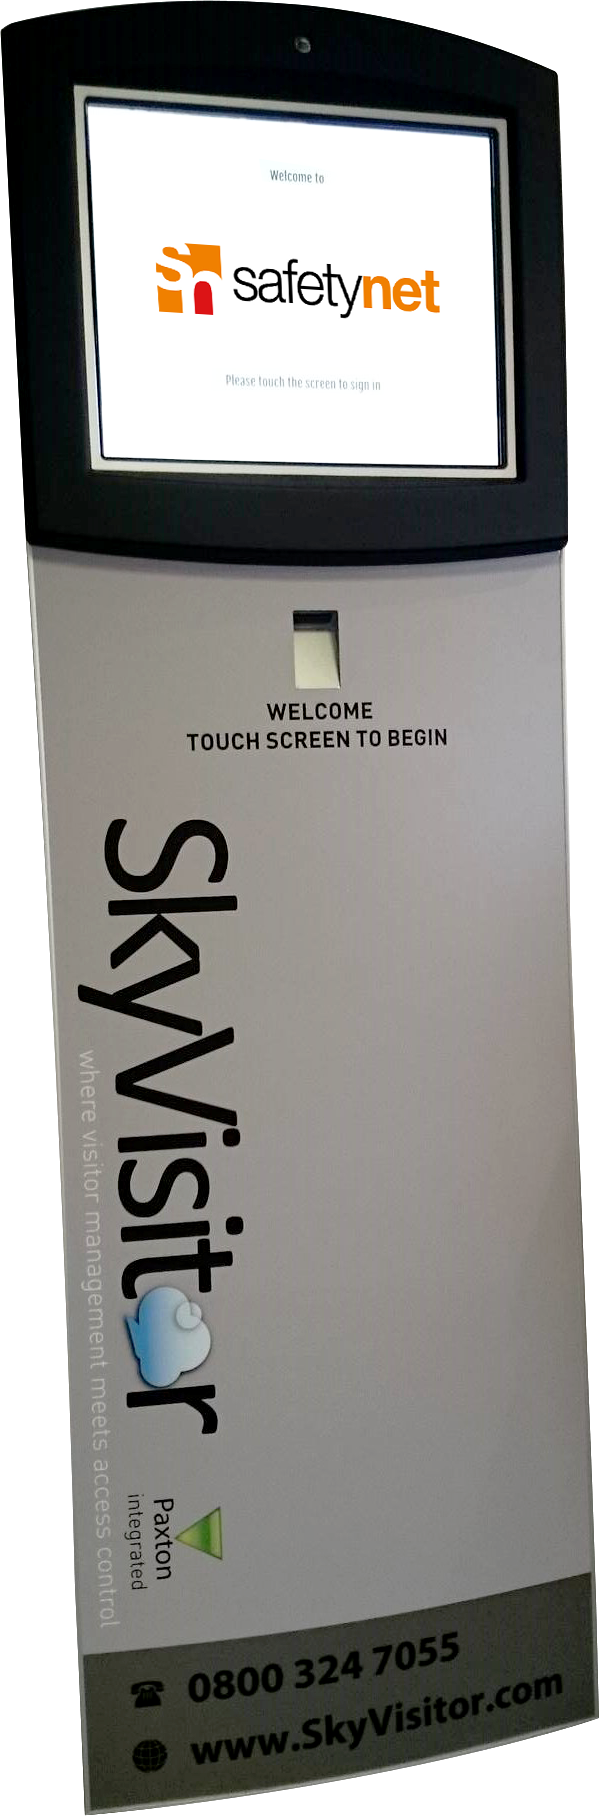 Welcome to
sn safetynet
Please touch the screen to sign in
WELCOME
TOUCH SCREEN TO BEGIN
SkyVisitor
where visitor management meets access control
Paxton
integrated
0800 324 7055
www.SkyVisitor.com